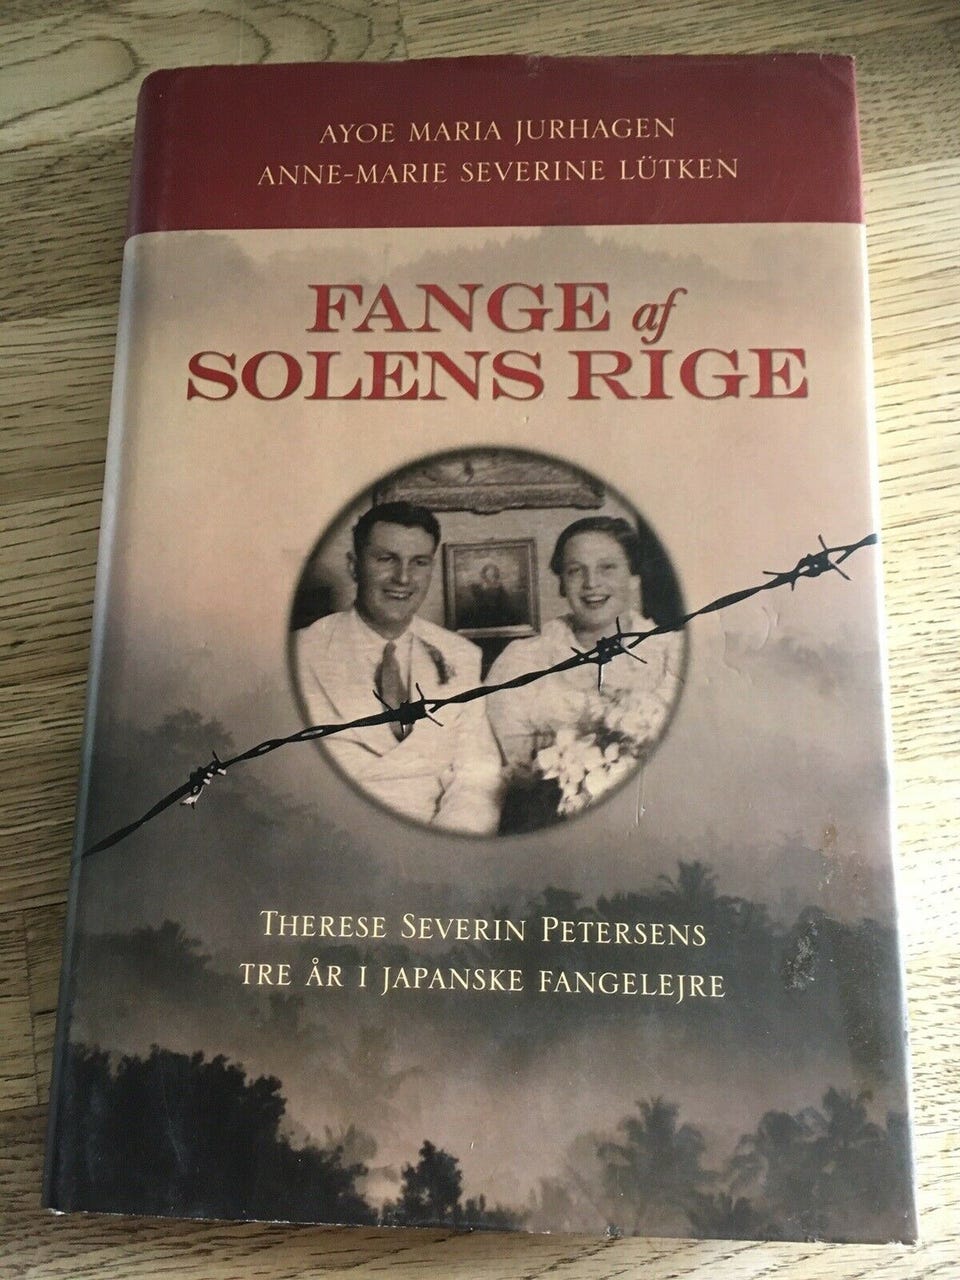 AYOE MARIA JURHAGEN
ANNE-MARIE SEVERINE LÜTKEN
FANGE af
SOLENS RIGE
THERESE SEVERIN PETERSENS
TRE ÅR I JAPANSKE FANGELEJRE